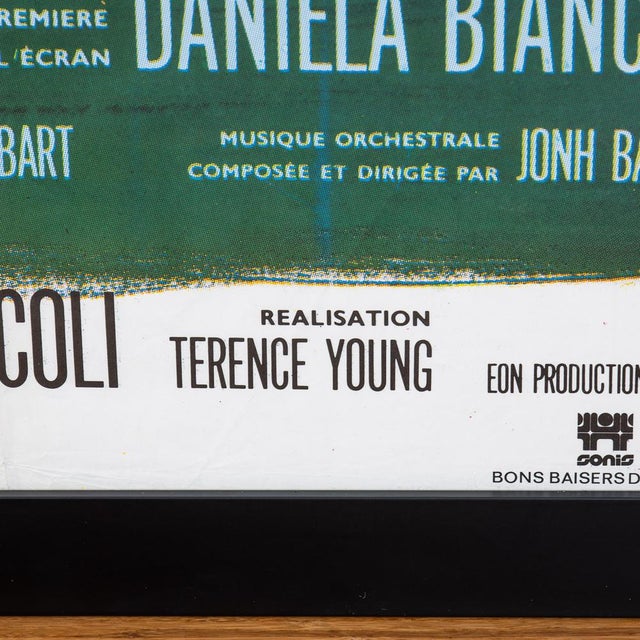 REMIERE
L'ÉCRAN
DANIELA BIANC
BART
MUSIQUE ORCHESTRALE
COMPOSÉE ET DIRIGÉE PAR
JONH BA
COLI
REALISATION
TERENCE YOUNG
EON PRODUCTION
sonis
BONS BAISERS D